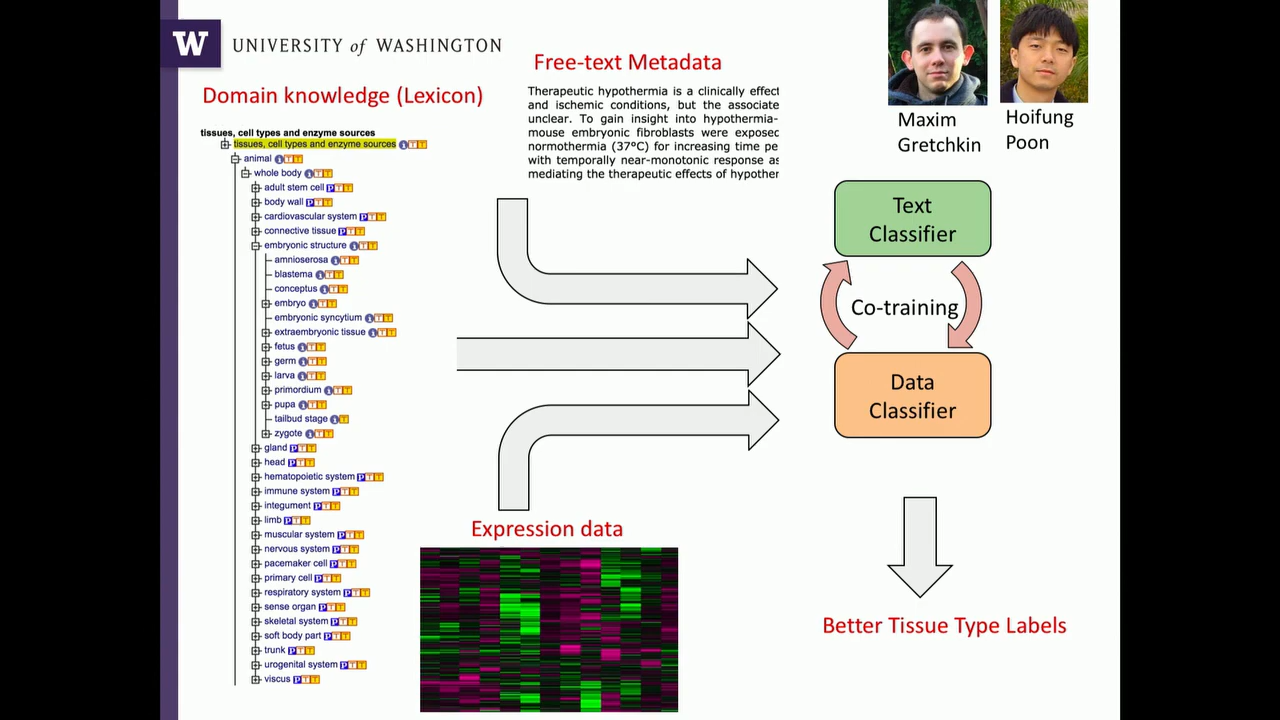 W UNIVERSITY of WASHINGTON
Domain knowledge (Lexicon)
tissues, cell types and enzyme sources
tissues, cell types and enzyme sources
animal
whole body
adult stem cell
body wall
cardiovascular system
connective tissue
embryonic structure
amnioserosa
blastema
conceptus
embryo
embryonic syncytium
extraembryonic tissue
fetus
germ
larva
primordium
pupa
tailbud stage
zygote
gland
head
hematopoietic system
immune system
integument
limb
muscular system
nervous system
pacemaker cell
primary cell
respiratory system
sense organ
skeletal system
soft body part
trunk
urogenital system
viscus
Free-text Metadata
Therapeutic hypothermia is a clinically effect
and ischemic conditions, but the associate
unclear. To gain insight into hypothermia-
mouse embryonic fibroblasts were exposed
normothermia (37°C) for increasing time pe
with temporally near-monotonic response as
mediating the therapeutic effects of hypother
Expression data
Maxim
Gretchkin
Hoifung
Poon
Text
Classifier
Co-training
Data
Classifier
Better Tissue Type Labels